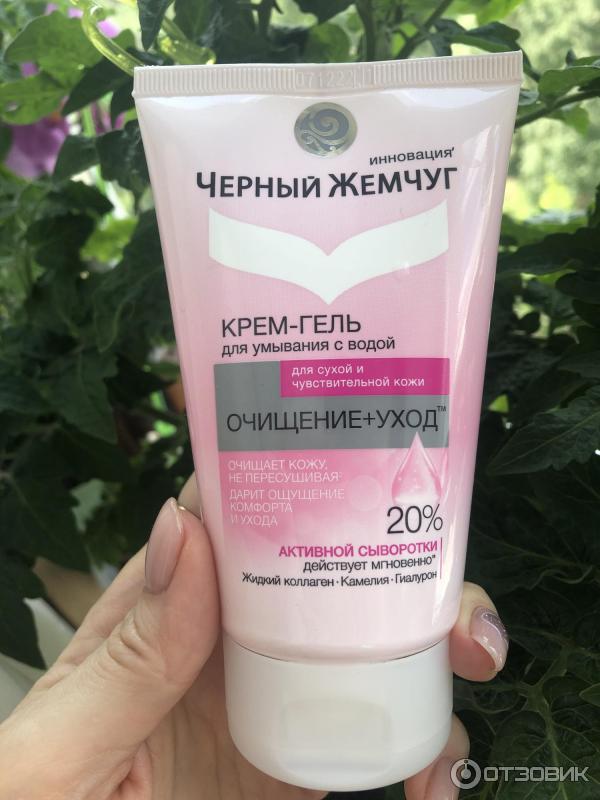 инновация'
ЧЕРНЫЙ ЖЕМЧУГ
КРЕМ-ГЕЛЬ
для умывания с водой
для сухой и
чувствительной кожи
ОЧИЩЕНИЕ+УХОД™
ОЧИЩАЕТ КОЖУ,
НЕ ПЕРЕСУШИВАЯ
ДАРИТ ОЩУЩЕНИЕ
КОМФОРТА
И УХОДА
20%
АКТИВНОЙ СЫВОРОТКИ
действует мгновенно"
Жидкий коллаген · Камелия · Гиалурон
ОТЗОВИК